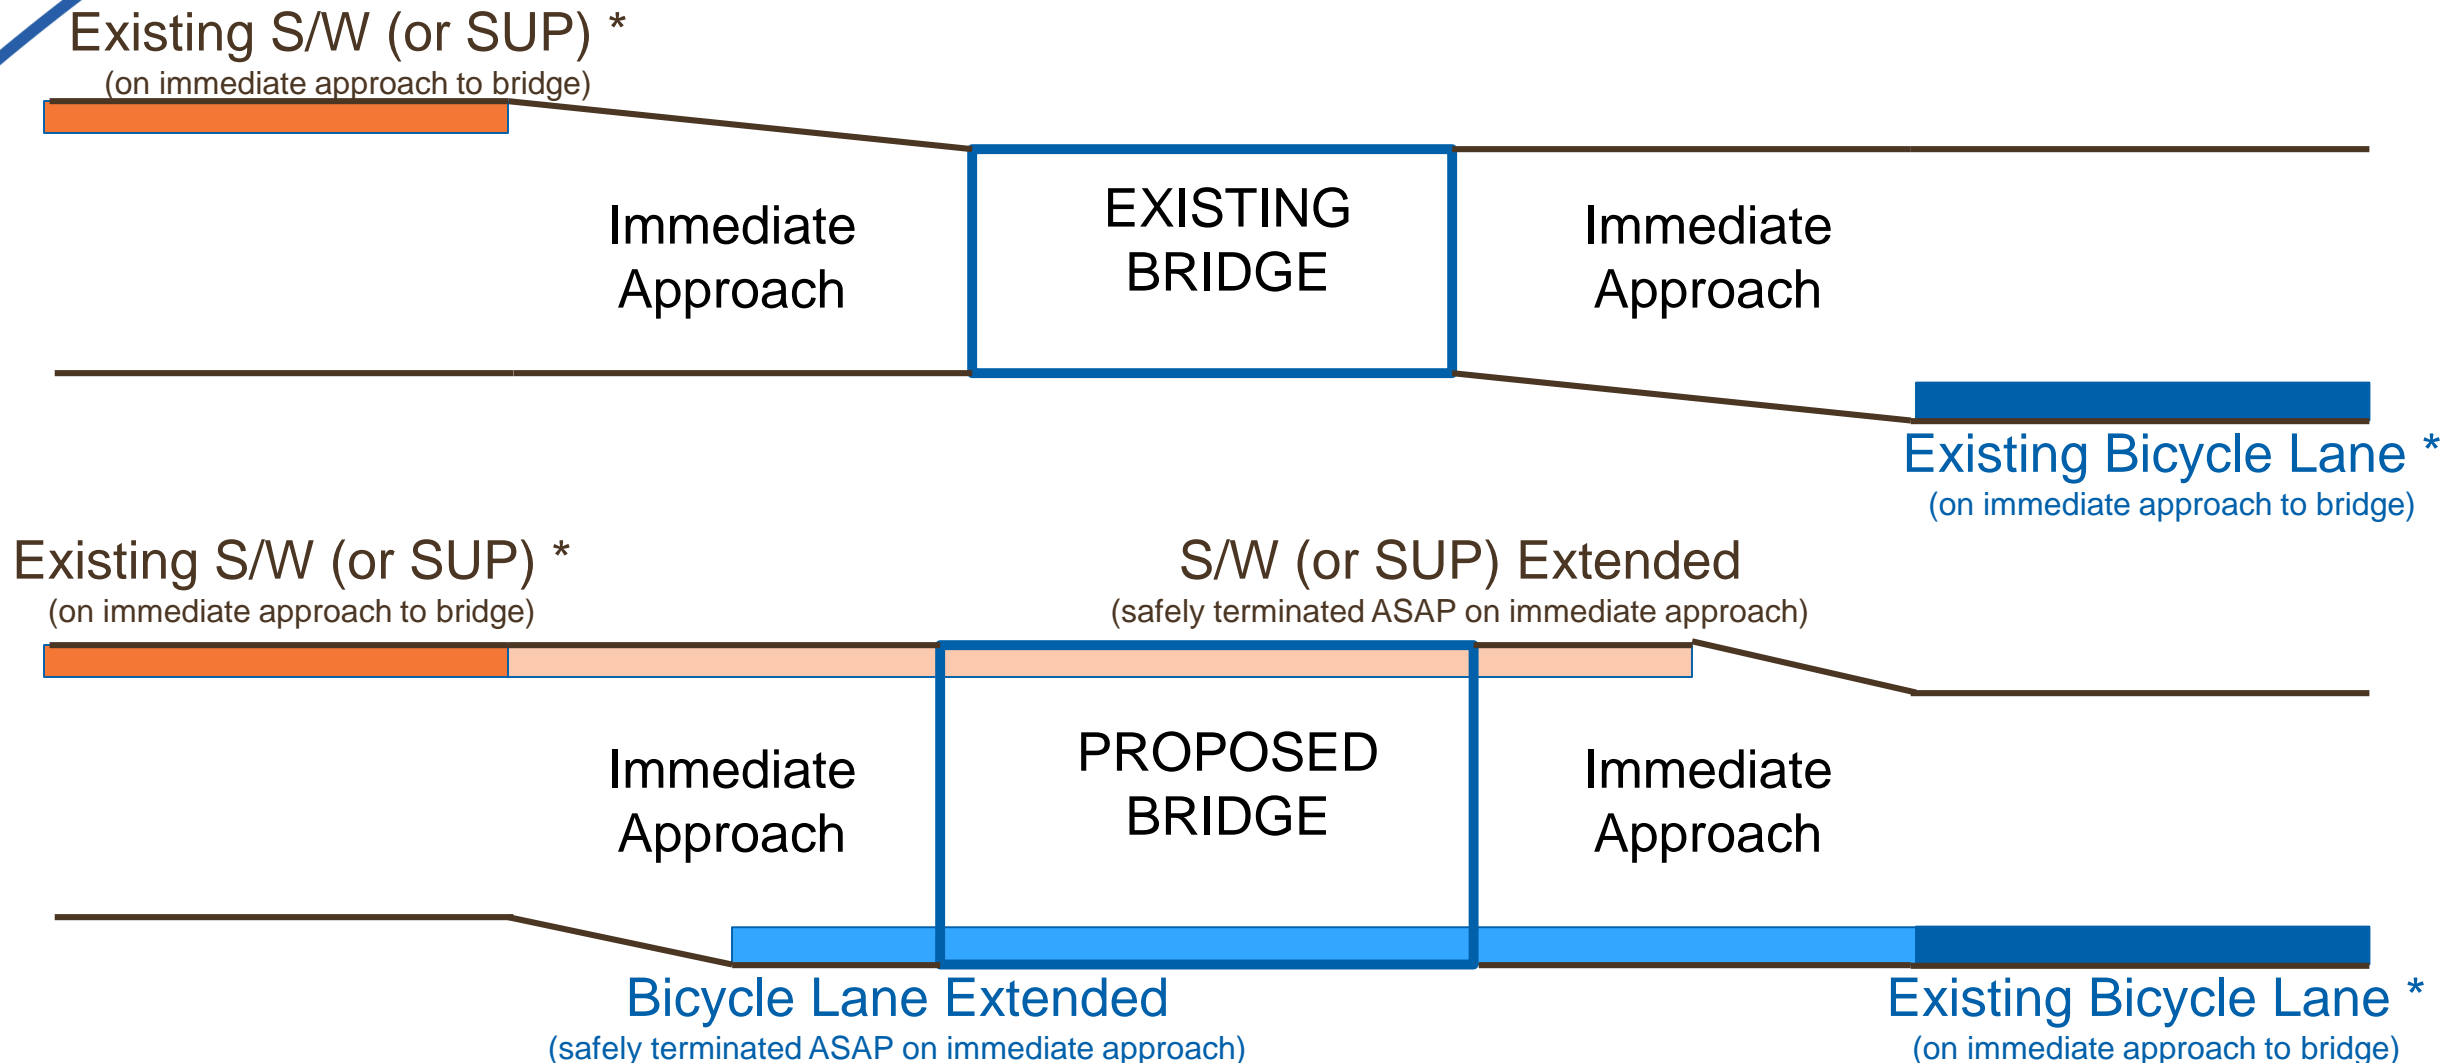 Existing S/W (or SUP) *
(on immediate approach to bridge)
Immediate
Approach
EXISTING
BRIDGE
Immediate
Approach
Existing Bicycle Lane *
(on immediate approach to bridge)
Existing S/W (or SUP) *
(on immediate approach to bridge)
S/W (or SUP) Extended
(safely terminated ASAP on immediate approach)
Immediate
Approach
PROPOSED
BRIDGE
Immediate
Approach
Bicycle Lane Extended
(safely terminated ASAP on immediate approach)
Existing Bicycle Lane *
(on immediate approach to bridge)